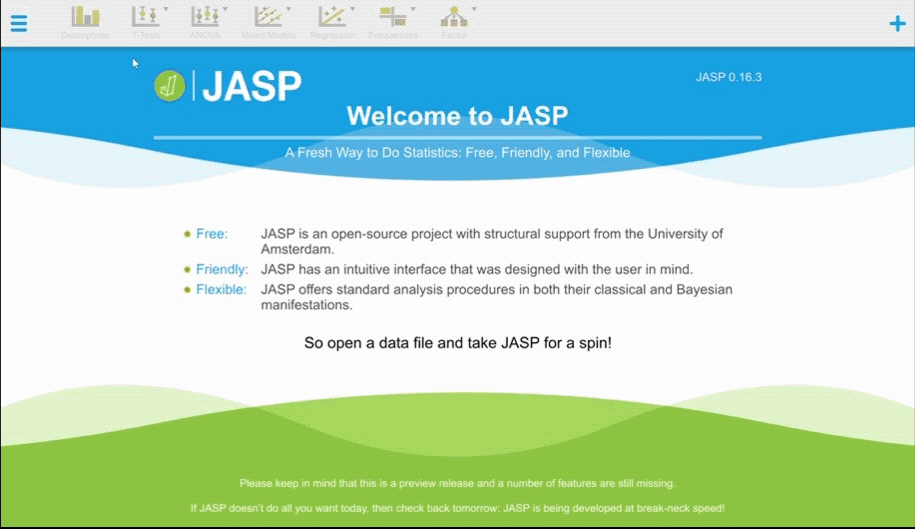 Descriptives T-Tests ANOVA Mixed Models Regression Frequencies Factor
JASP
JASP 0.16.3
Welcome to JASP
A Fresh Way to Do Statistics: Free, Friendly, and Flexible
Free: JASP is an open-source project with structural support from the University of
Amsterdam.
Friendly: JASP has an intuitive interface that was designed with the user in mind.
Flexible: JASP offers standard analysis procedures in both their classical and Bayesian
manifestations.
So open a data file and take JASP for a spin!
Please keep in mind that this is a preview release and a number of features are still missing.
If JASP doesn't do all you want today, then check back tomorrow: JASP is being developed at break-neck speed!